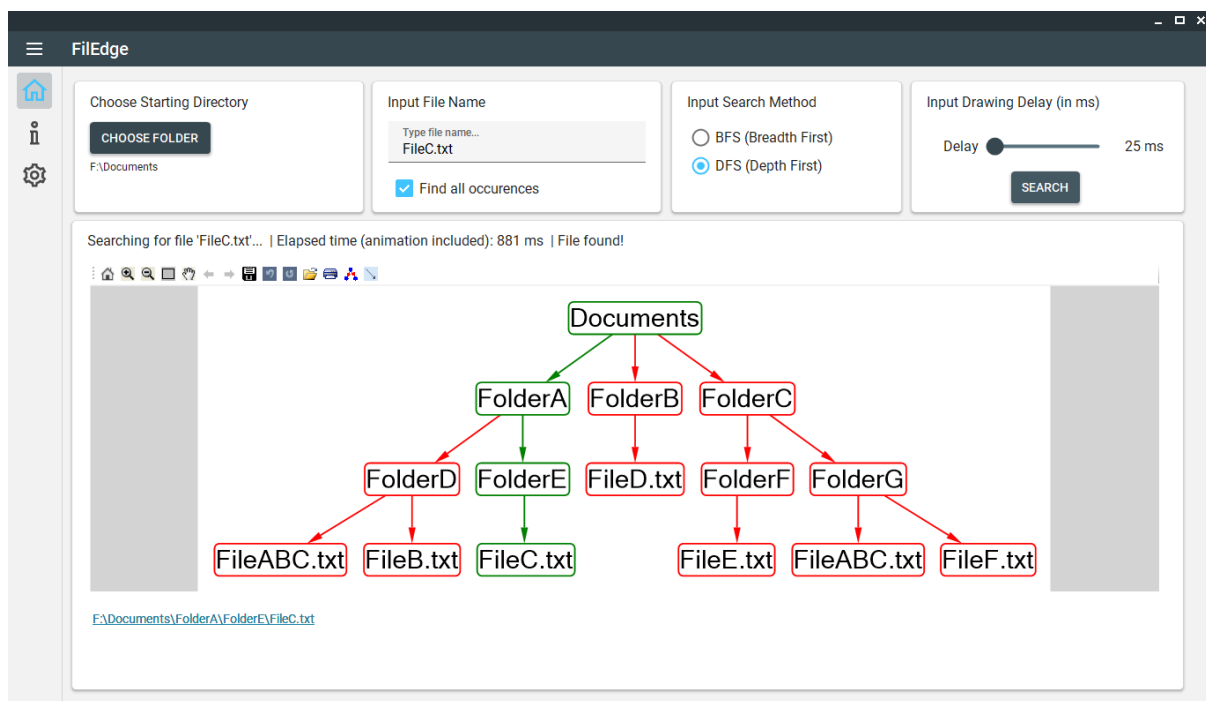 FilEdge
Choose Starting Directory
CHOOSE FOLDER
F:\Documents
Input File Name
Type file name...
FileC.txt
Find all occurences
Input Search Method
BFS (Breadth First)
DFS (Depth First)
Input Drawing Delay (in ms)
Delay 25 ms
SEARCH
Searching for file 'FileC.txt'... | Elapsed time (animation included): 881 ms | File found!
Documents
FolderA FolderB FolderC
FolderD FolderE FileD.txt FolderF FolderG
FileABC.txt FileB.txt FileC.txt FileE.txt FileABC.txt FileF.txt
F:\Documents\FolderA\FolderE\FileC.txt